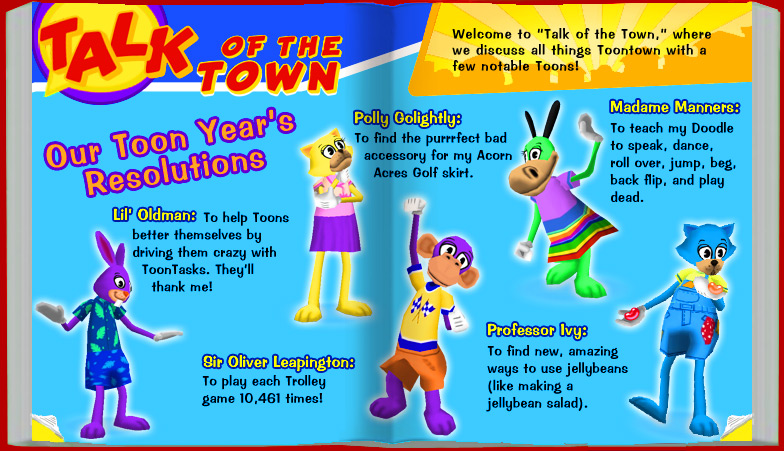 TALK OF THE TOWN
Welcome to "Talk of the Town," where
we discuss all things Toontown with a
few notable Toons!
Our Toon Year's
Resolutions
Lil' Oldman: To help Toons
better themselves by
driving them crazy with
ToonTasks. They'll
thank me!
Polly Golightly:
To find the purrrfect bad
accessory for my Acorn
Acres Golf skirt.
Madame Manners:
To teach my Doodle
to speak, dance,
roll over, jump, beg,
back flip, and play
dead.
Sir Oliver Leapington:
To play each Trolley
game 10,461 times!
Professor Ivy:
To find new, amazing
ways to use jellybeans
(like making a
jellybean salad).